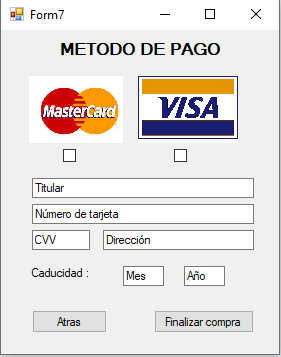 Form7
METODO DE PAGO
MasterCard VISA
Titular
Número de tarjeta
CVV Dirección
Caducidad : Mes Año
Atras Finalizar compra